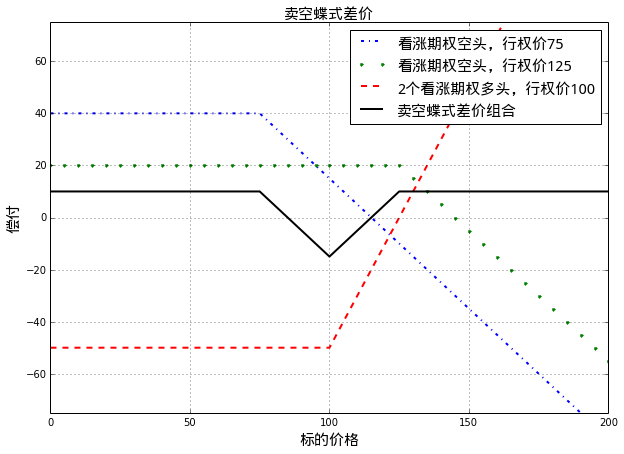 卖空蝶式差价
看涨期权空头，行权价75
看涨期权空头，行权价125
2个看涨期权多头，行权价100
卖空蝶式差价组合
偿付
60
40
20
0
−20
−40
−60
0 50 100 150 200
标的价格